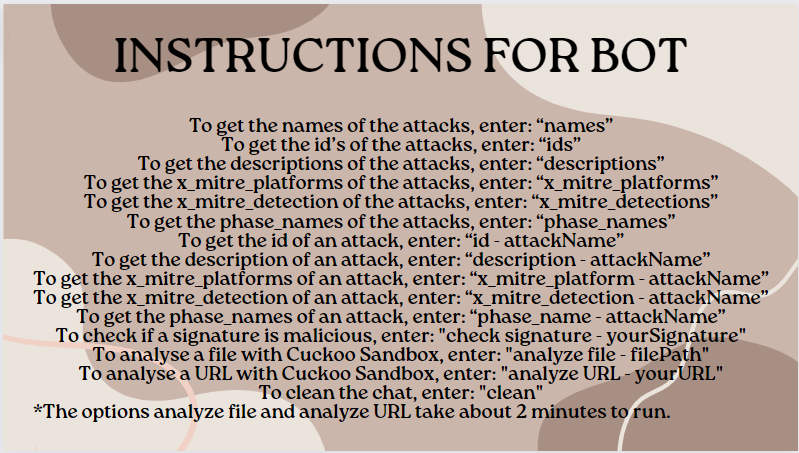 INSTRUCTIONS FOR BOT
To get the names of the attacks, enter: “names”
To get the id’s of the attacks, enter: “ids”
To get the descriptions of the attacks, enter: “descriptions”
To get the x_mitre_platforms of the attacks, enter: “x_mitre_platforms”
To get the x_mitre_detection of the attacks, enter: “x_mitre_detections”
To get the phase_names of the attacks, enter: “phase_names”
To get the id of an attack, enter: “id - attackName”
To get the description of an attack, enter: “description - attackName”
To get the x_mitre_platforms of an attack, enter: “x_mitre_platform - attackName”
To get the x_mitre_detection of an attack, enter: “x_mitre_detection - attackName”
To get the phase_names of an attack, enter: “phase_name - attackName”
To check if a signature is malicious, enter: "check signature - yourSignature"
To analyse a file with Cuckoo Sandbox, enter: "analyze file - filePath"
To analyse a URL with Cuckoo Sandbox, enter: "analyze URL - yourURL"
To clean the chat, enter: "clean"
*The options analyze file and analyze URL take about 2 minutes to run.